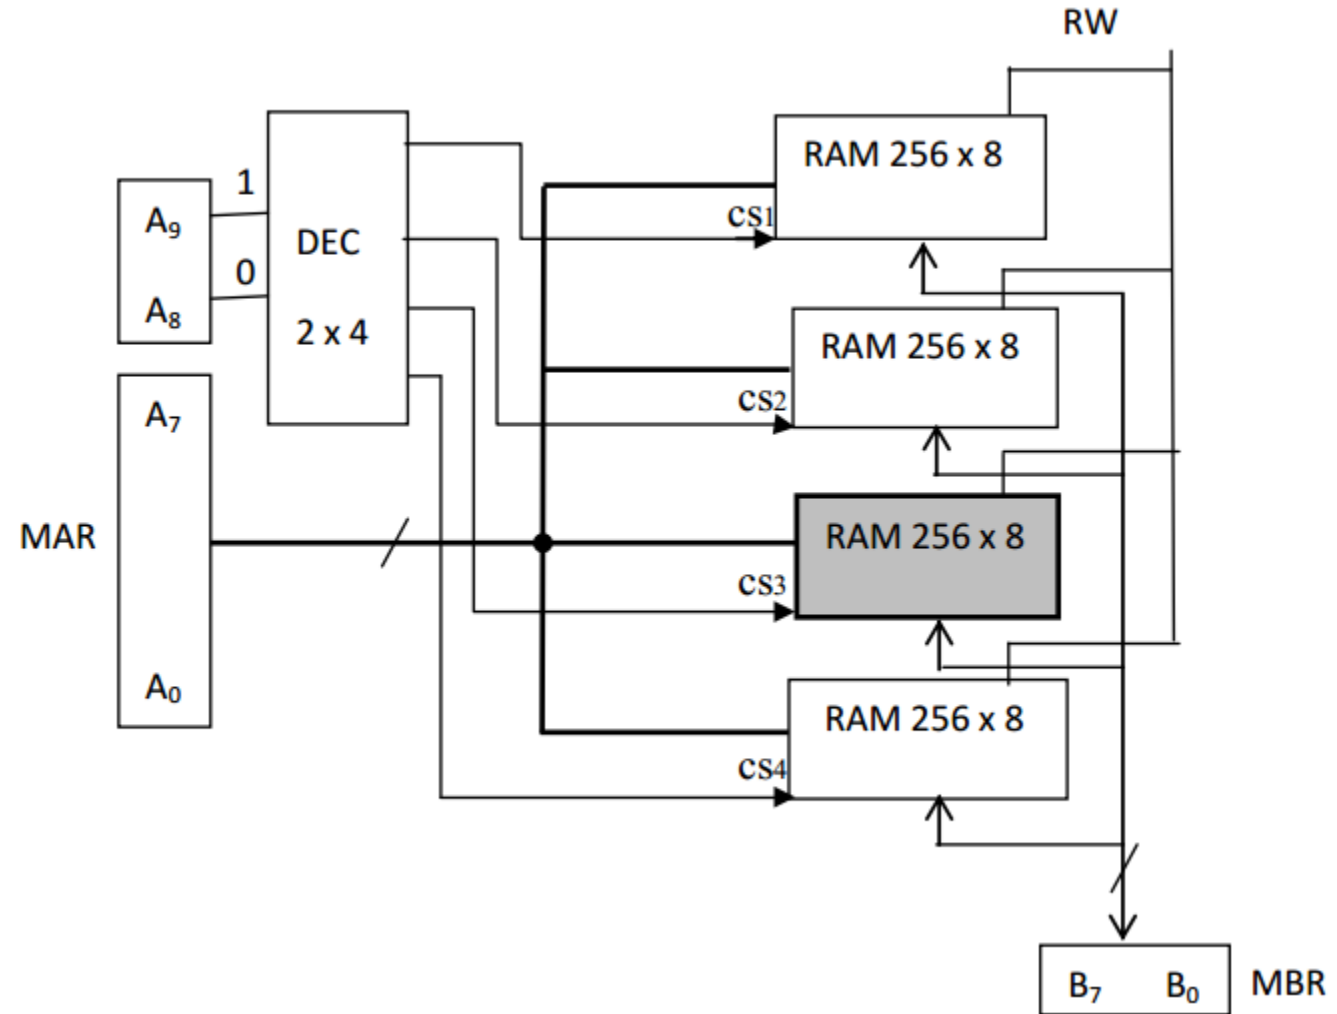 RW
RAM 256 x 8
1
A₉
CS1
DEC
0
A₈
2 x 4
RAM 256 x 8
CS2
A₇
MAR
RAM 256 x 8
CS3
A₀
RAM 256 x 8
CS4
B₇ B₀ MBR